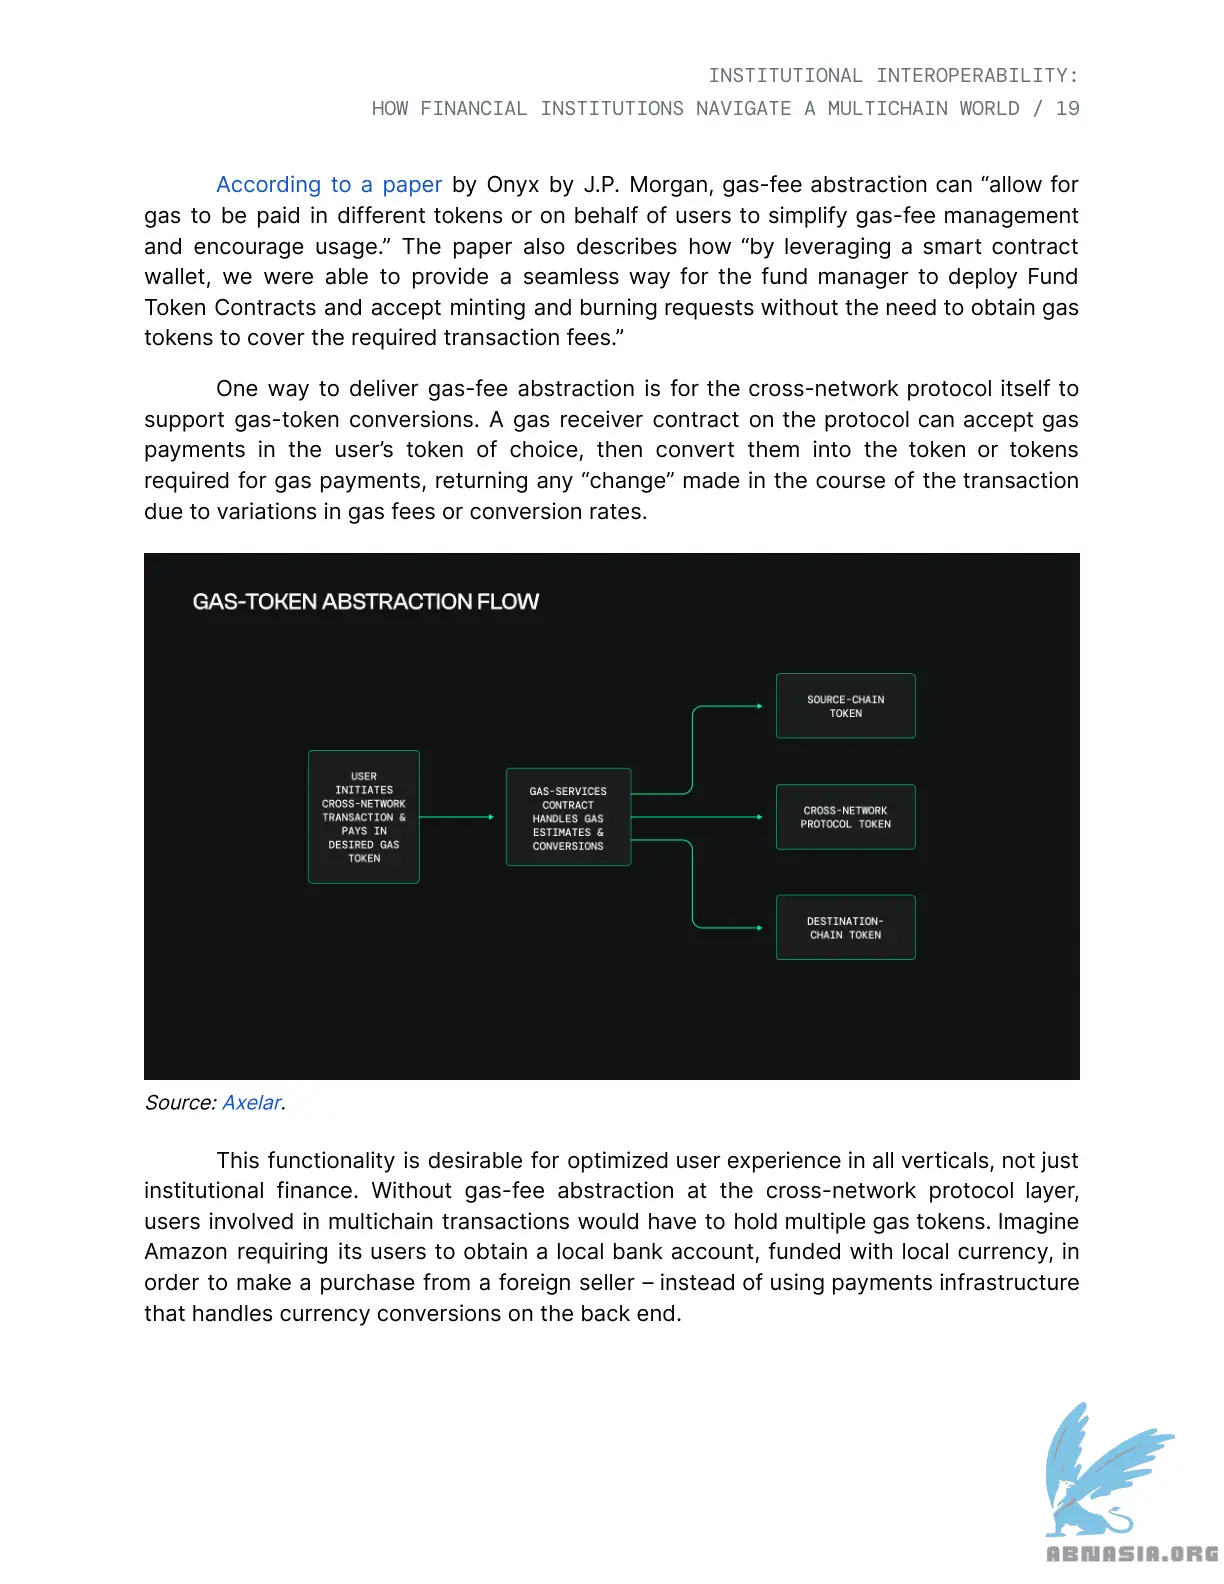 INSTITUTIONAL INTEROPERABILITY:
HOW FINANCIAL INSTITUTIONS NAVIGATE A MULTICHAIN WORLD / 19
According to a paper by Onyx by J.P. Morgan, gas-fee abstraction can “allow for
gas to be paid in different tokens or on behalf of users to simplify gas-fee management
and encourage usage.” The paper also describes how “by leveraging a smart contract
wallet, we were able to provide a seamless way for the fund manager to deploy Fund
Token Contracts and accept minting and burning requests without the need to obtain gas
tokens to cover the required transaction fees.”
One way to deliver gas-fee abstraction is for the cross-network protocol itself to
support gas-token conversions. A gas receiver contract on the protocol can accept gas
payments in the user’s token of choice, then convert them into the token or tokens
required for gas payments, returning any “change” made in the course of the transaction
due to variations in gas fees or conversion rates.
GAS-TOKEN ABSTRACTION FLOW
USER
INITIATES
CROSS-NETWORK
TRANSACTION &
PAYS IN
DESIRED GAS
TOKEN
GAS-SERVICES
CONTRACT
HANDLES GAS
ESTIMATES &
CONVERSIONS
SOURCE-CHAIN
TOKEN
CROSS-NETWORK
PROTOCOL TOKEN
DESTINATION-
CHAIN TOKEN
Source: Axelar.
This functionality is desirable for optimized user experience in all verticals, not just
institutional finance. Without gas-fee abstraction at the cross-network protocol layer,
users involved in multichain transactions would have to hold multiple gas tokens. Imagine
Amazon requiring its users to obtain a local bank account, funded with local currency, in
order to make a purchase from a foreign seller – instead of using payments infrastructure
that handles currency conversions on the back end.
ABNASIA.ORG